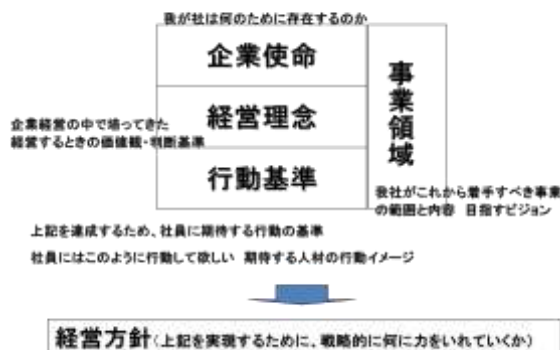 我が社は何のために存在するのか
企業使命
経営理念
行動基準
事業領域
企業経営の中で培ってきた
経営するときの価値観・判断基準
我社がこれから着手すべき事業
の範囲と内容 目指すビジョン
上記を達成するため、社員に期待する行動の基準
社員にはこのように行動して欲しい 期待する人材の行動イメージ
経営方針(上記を実現するために、戦略的に何に力をいれていくか)